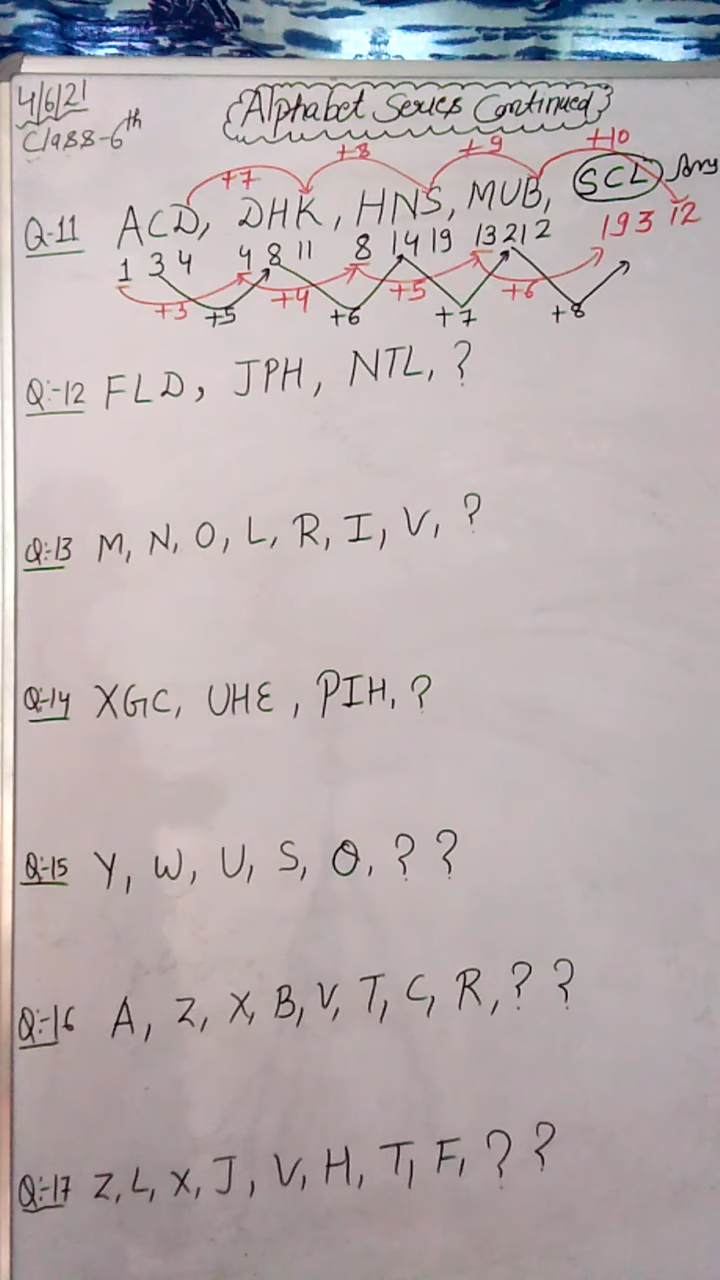 4/6/21
Alphabet Series Continued
Class-6th
+7 +8 +9 +10
Q-11 ACD, DHK, HNS, MUB, SCL Ans
1 3 4 4 8 11 8 14 19 13 21 2 19 3 12
+3 +5 +4 +6 +5 +7 +6 +8
Q:-12 FLD, JPH, NTL, ?
Q:-13 M, N, O, L, R, I, V, ?
Q:-14 XGC, UHE, PIH, ?
Q:-15 Y, W, U, S, Q, ? ?
Q:-16 A, Z, X, B, V, T, C, R, ? ?
Q:-17 Z, L, X, J, V, H, T, F, ? ?